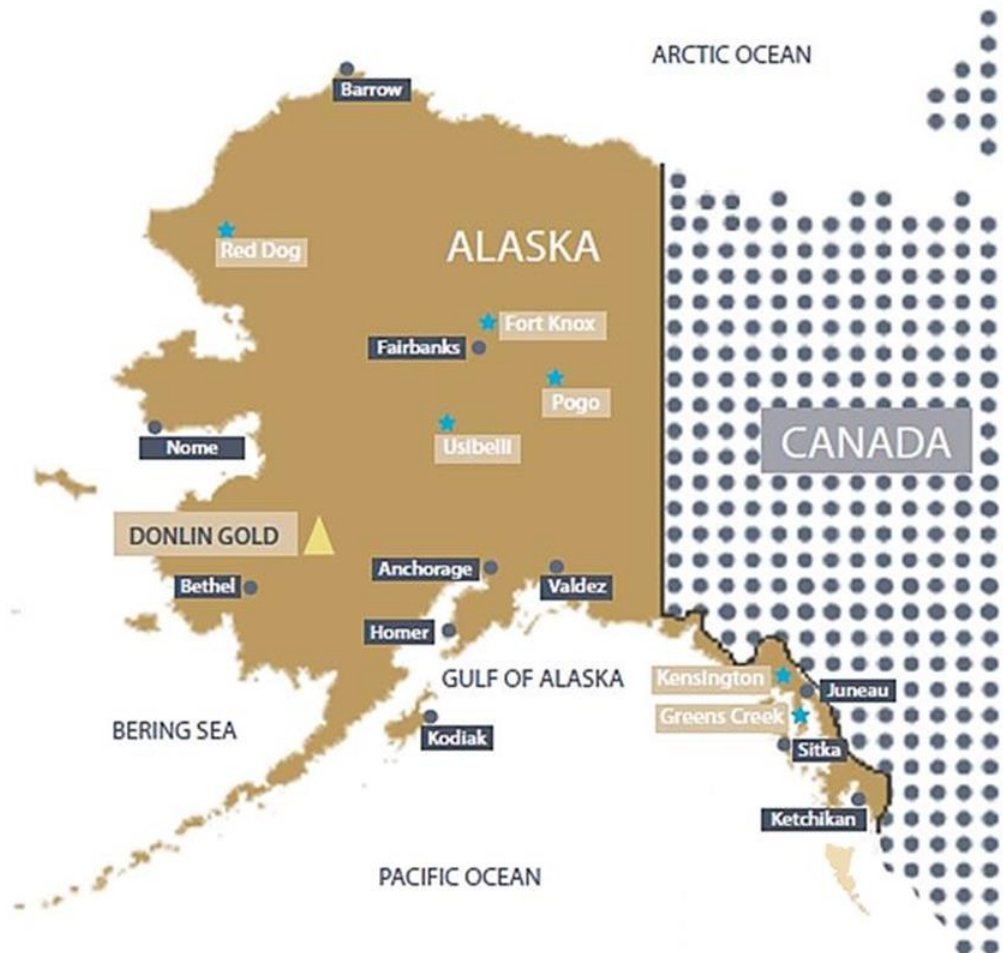 ARCTIC OCEAN
Barrow
Red Dog
ALASKA
Fort Knox
Fairbanks
Pogo
Usibelli
Nome
CANADA
DONLIN GOLD
Bethel
Anchorage
Valdez
Homer
GULF OF ALASKA
Kensington
Juneau
Greens Creek
BERING SEA
Kodiak
Sitka
Ketchikan
PACIFIC OCEAN